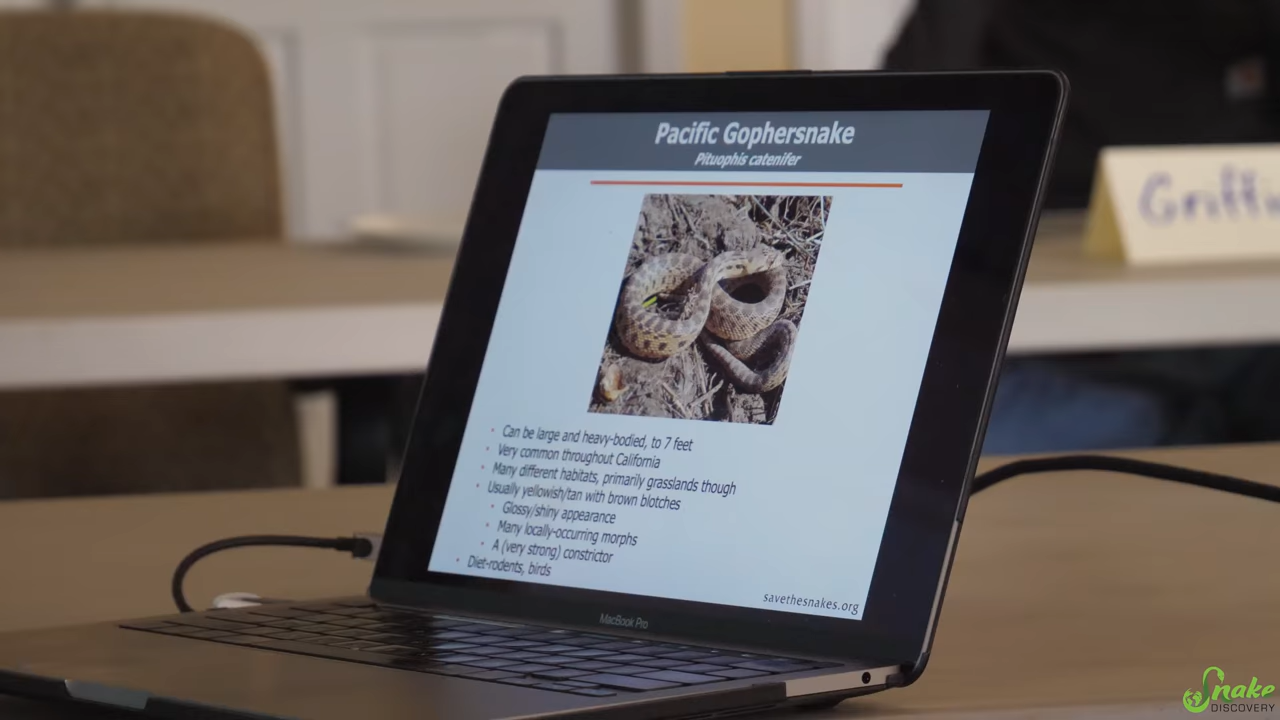 Pacific Gophersnake
Pituophis catenifer
Griff
Can be large and heavy-bodied, to 7 feet
Very common throughout California
Many different habitats, primarily grasslands though
Usually yellowish/tan with brown blotches
Glossy/shiny appearance
Many locally-occurring morphs
A (very strong) constrictor
Diet-rodents, birds
savethesnakes.org
MacBook Pro
Snake
DISCOVERY